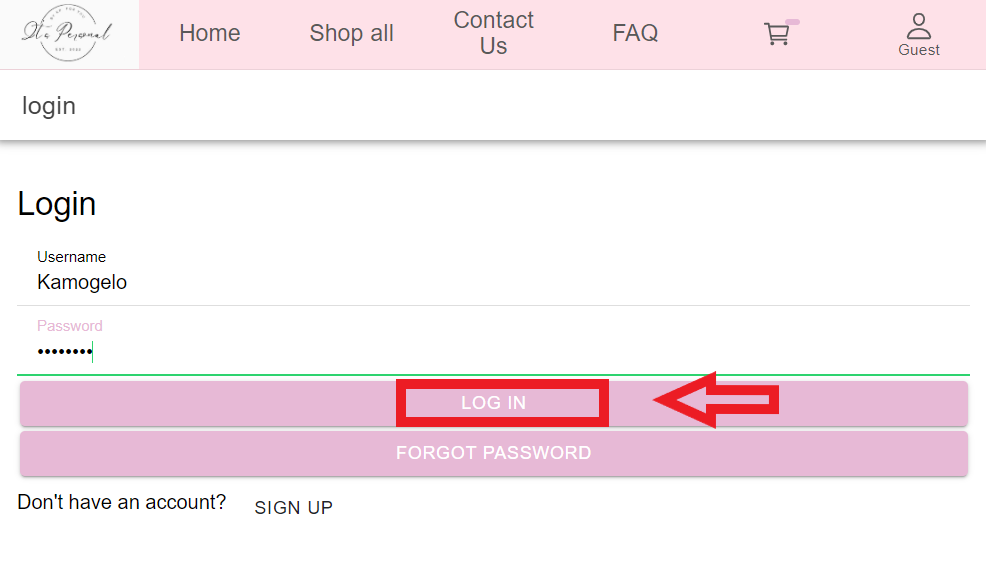 It's Personal
EST. 2020
Home
Shop all
Contact
Us
FAQ
Guest
login
Login
Username
Kamogelo
Password
••••••••
LOG IN
FORGOT PASSWORD
Don't have an account?
SIGN UP